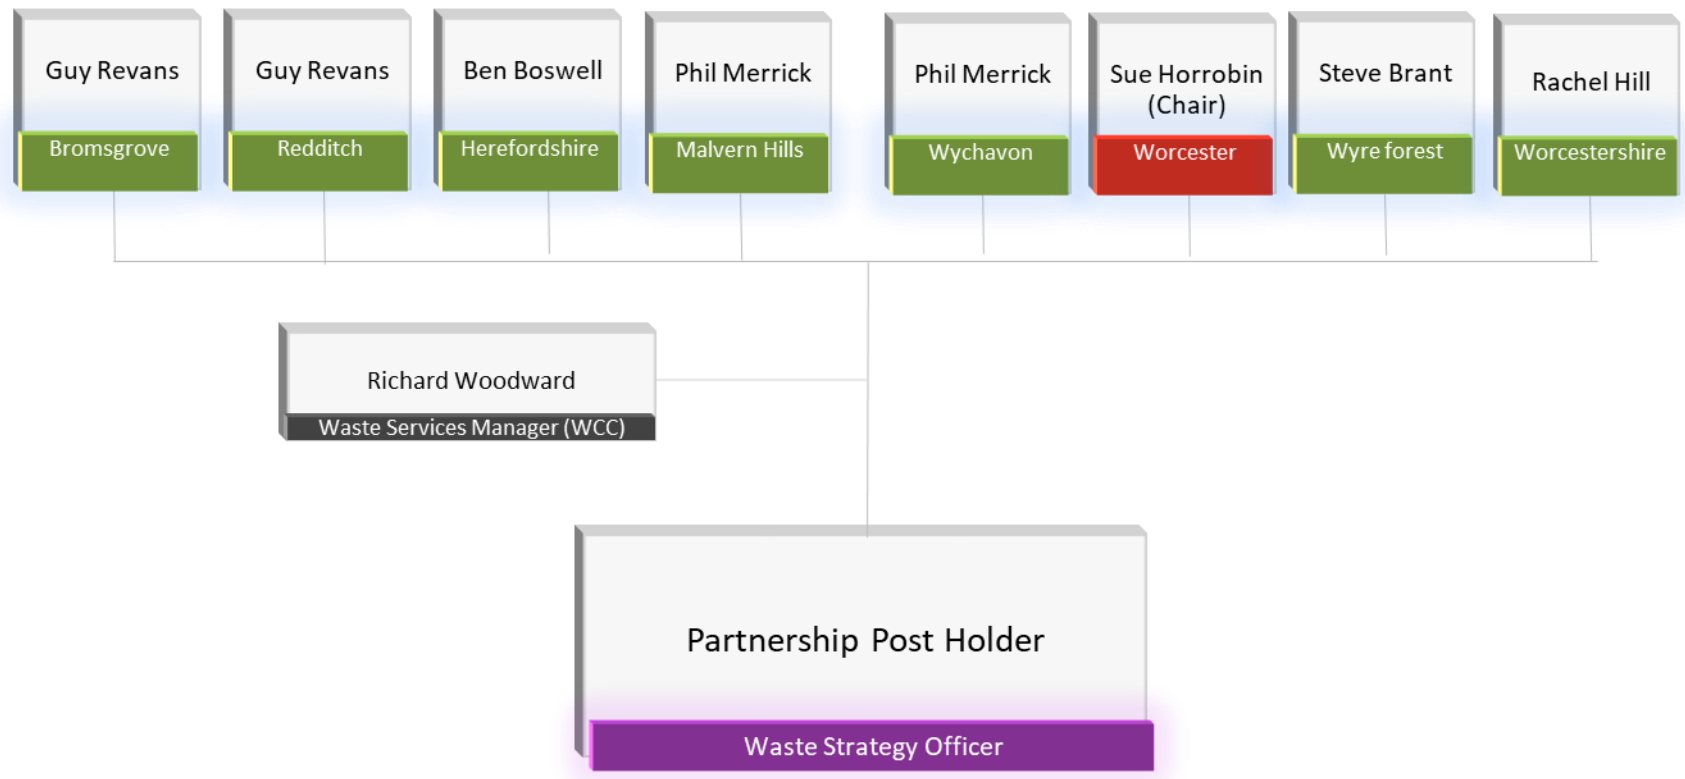 Guy Revans
Bromsgrove
Guy Revans
Redditch
Ben Boswell
Herefordshire
Phil Merrick
Malvern Hills
Phil Merrick
Wychavon
Sue Horrobin
(Chair)
Worcester
Steve Brant
Wyre forest
Rachel Hill
Worcestershire
Richard Woodward
Waste Services Manager (WCC)
Partnership Post Holder
Waste Strategy Officer